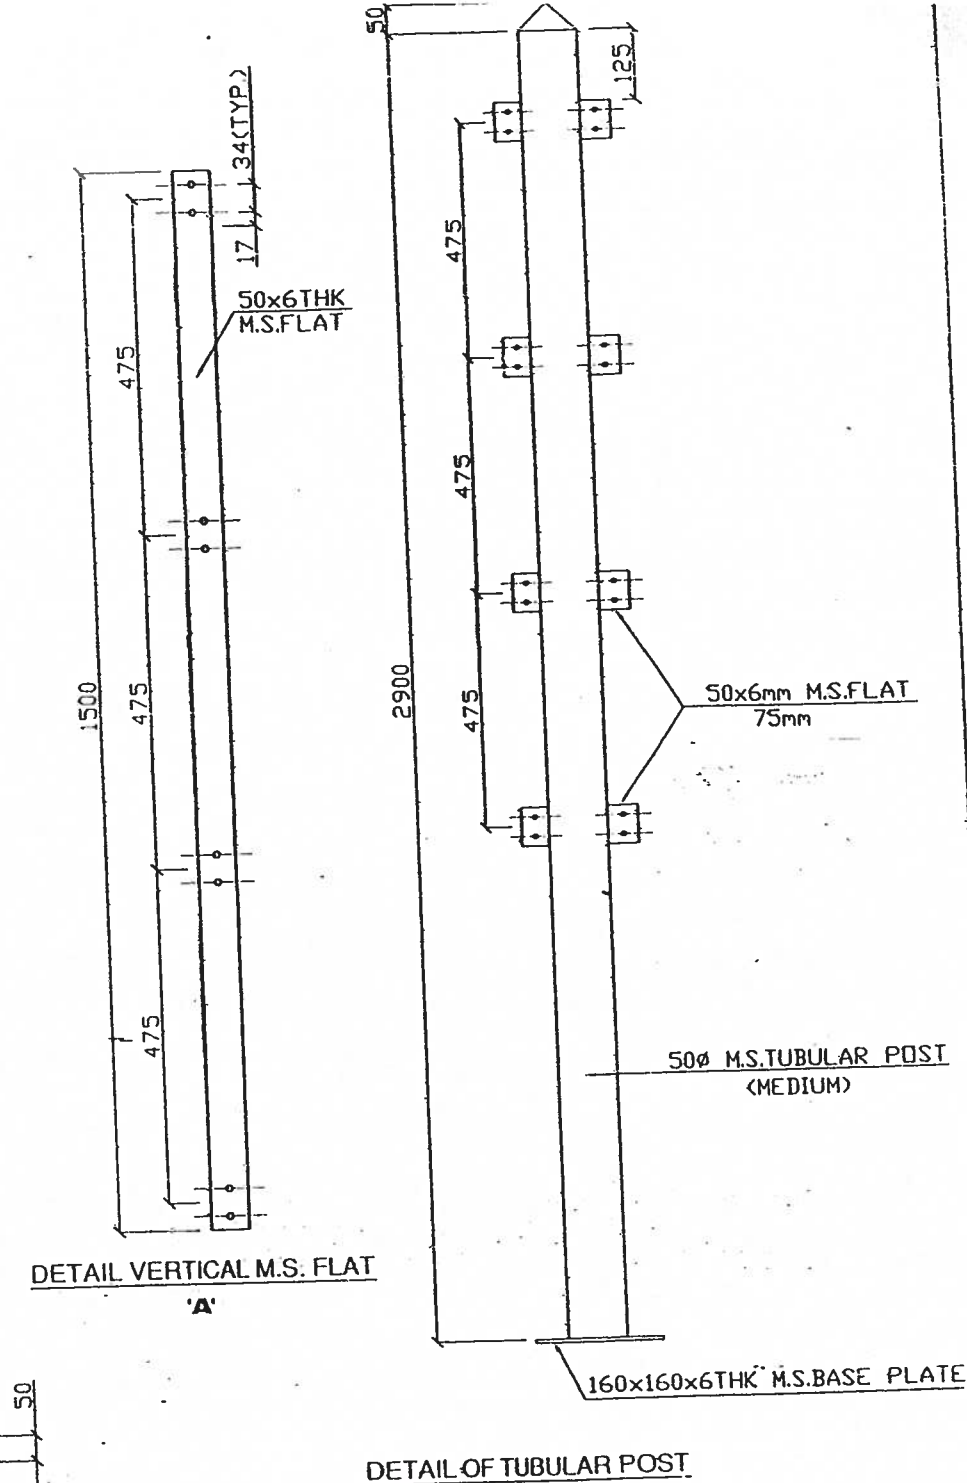 50
125
34(TYP.)
17
50x6THK
M.S.FLAT
475
475
475
1500
DETAIL VERTICAL M.S. FLAT
'A'
475
475
475
2900
50x6mm M.S.FLAT
75mm
50ø M.S.TUBULAR POST
(MEDIUM)
160x160x6THK M.S.BASE PLATE
50
DETAIL OF TUBULAR POST